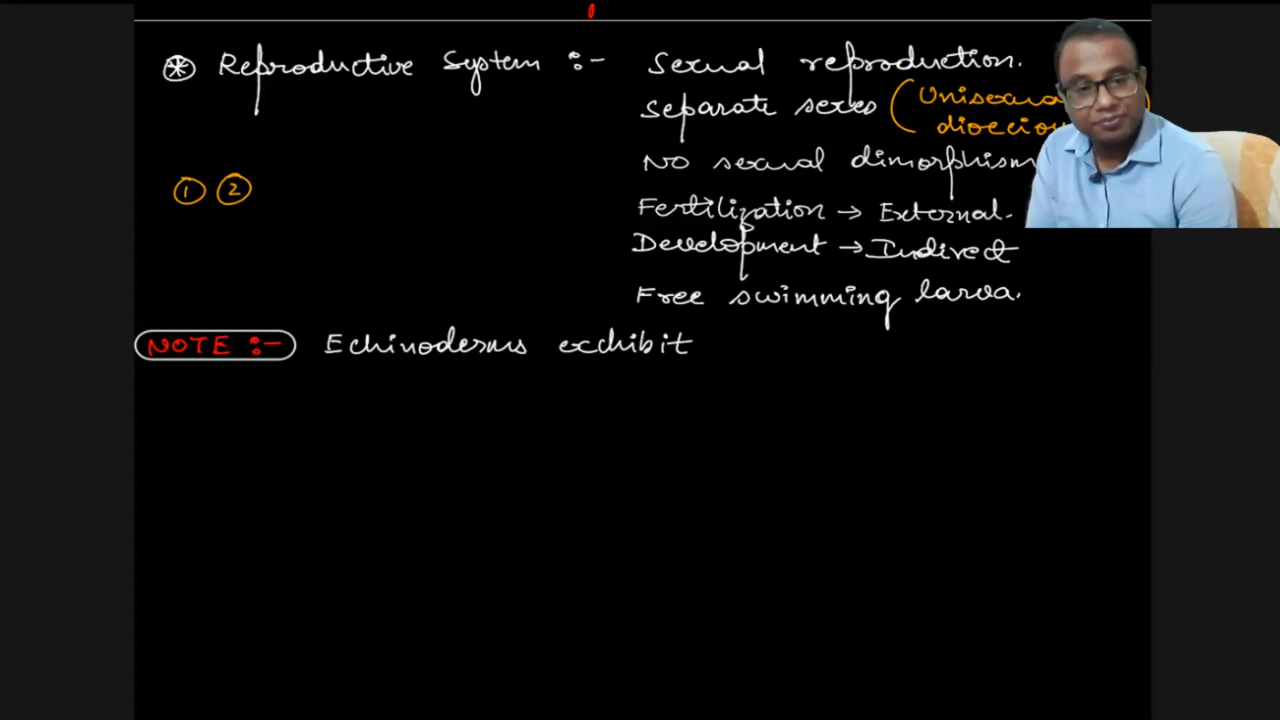 Reproductive System :- Sexual reproduction.
Separate sexes (Unisexual
dioecious
No sexual dimorphism
① ②
Fertilization → External.
Development → Indirect
Free swimming larva.
NOTE :- Echinoderms exhibit